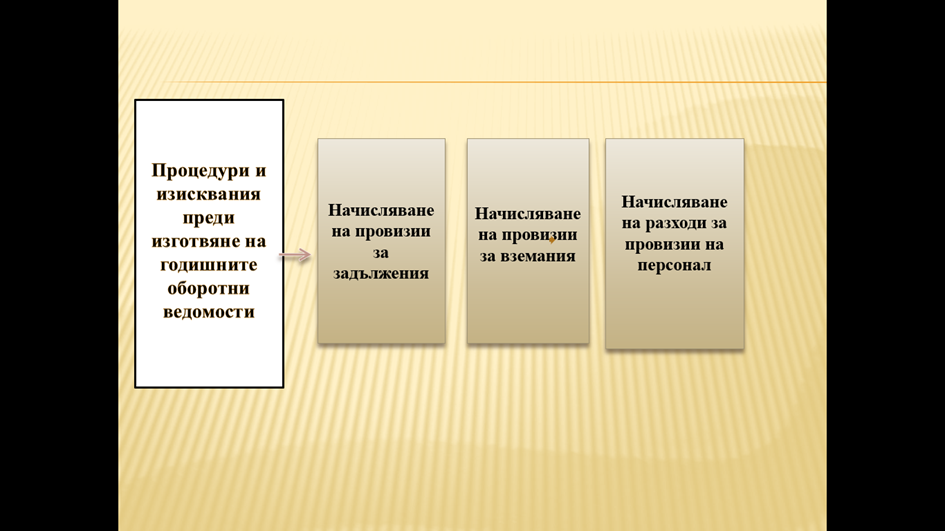 Процедури и
изисквания
преди
изготвяне на
годишните
оборотни
ведомости
Начисляване
на провизии
за
задължения
Начисляване
на провизии
за вземания
Начисляване
на разходи за
провизии на
персонал